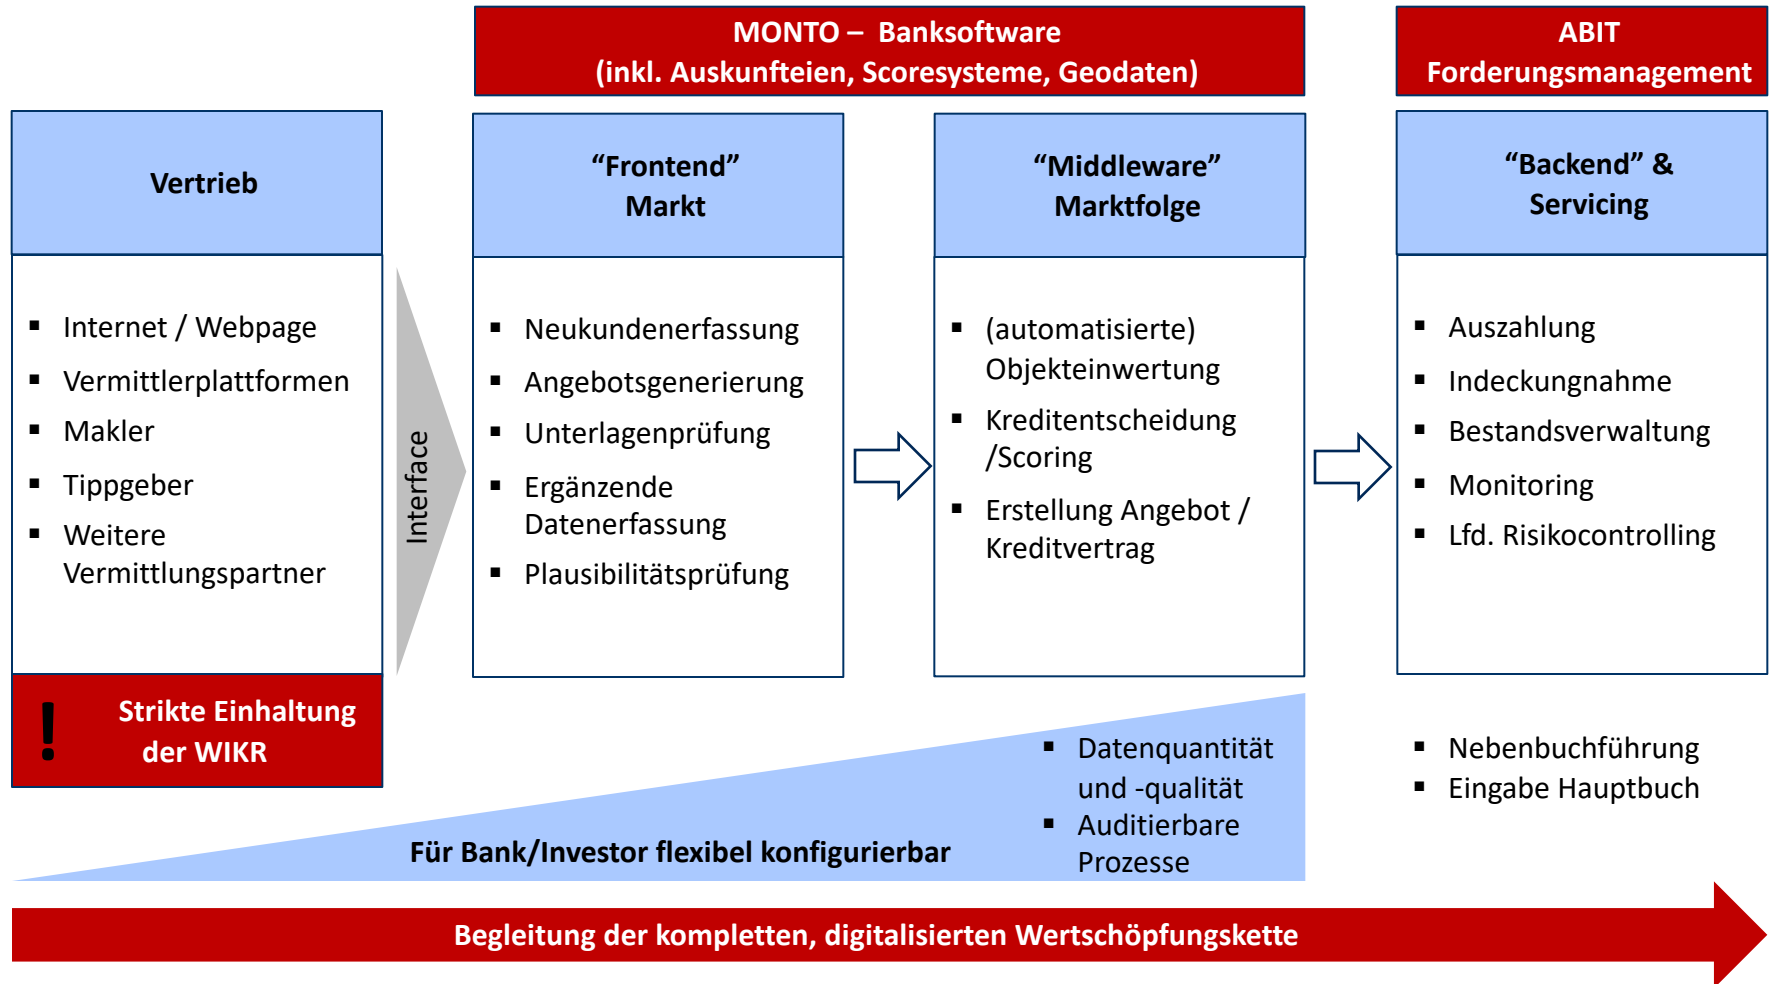 MONTO – Banksoftware
(inkl. Auskunfteien, Scoresysteme, Geodaten)
ABIT
Forderungsmanagement
Vertrieb
▪ Internet / Webpage
▪ Vermittlerplattformen
▪ Makler
▪ Tippgeber
▪ Weitere
Vermittlungspartner
! Strikte Einhaltung
der WIKR
Interface
“Frontend”
Markt
▪ Neukundenerfassung
▪ Angebotsgenerierung
▪ Unterlagenprüfung
▪ Ergänzende
Datenerfassung
▪ Plausibilitätsprüfung
“Middleware”
Marktfolge
▪ (automatisierte)
Objekteinwertung
▪ Kreditentscheidung
/Scoring
▪ Erstellung Angebot /
Kreditvertrag
“Backend” &
Servicing
▪ Auszahlung
▪ Indeckungnahme
▪ Bestandsverwaltung
▪ Monitoring
▪ Lfd. Risikocontrolling
▪ Datenquantität
und -qualität
▪ Auditierbare
Prozesse
Für Bank/Investor flexibel konfigurierbar
▪ Nebenbuchführung
▪ Eingabe Hauptbuch
Begleitung der kompletten, digitalisierten Wertschöpfungskette